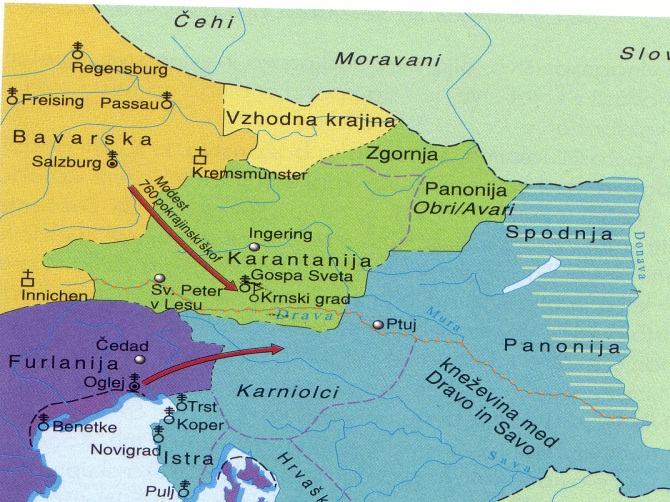 Čehi
Moravani
Slov
Regensburg
Freising
Passau
Vzhodna krajina
Bavarska
Zgornja
Salzburg
Kremsmünster
Panonija
Obri/Avari
Modest
760 pokrajinski škof
Spodnja
Donava
Ingering
Karantanija
Gospa Sveta
Innichen
Sv. Peter
v Lesu
Krnski grad
Drava
Mura
Ptuj
Panonija
Čedad
Furlanija
Oglej
kneževina med
Dravo in Savo
Karniolci
Trst
Koper
Benetke
Novigrad
Istra
Hrvašk
Sava
Pulj